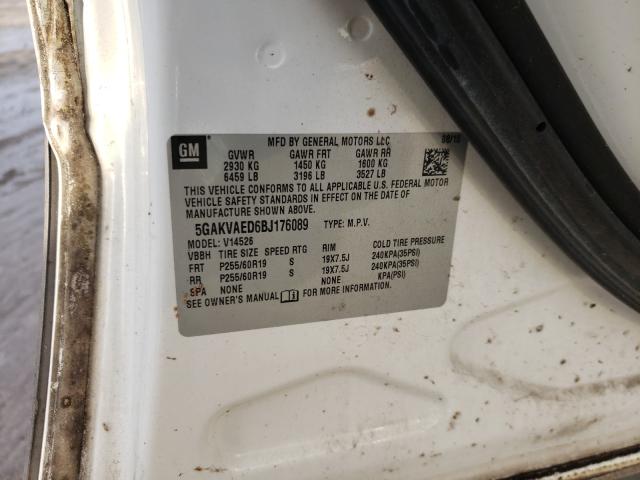 GM
MFD BY GENERAL MOTORS LLC
GVWR GAWR FRT GAWR RR
2930 KG 1450 KG 1600 KG
6459 LB 3196 LB 3527 LB
THIS VEHICLE CONFORMS TO ALL APPLICABLE U.S. FEDERAL MOTOR
VEHICLE SAFETY STANDARDS IN EFFECT ON THE DATE OF
MANUFACTURE SHOWN ABOVE.
5GAKVAED6BJ176089 TYPE: M.P.V.
MODEL: V14526
VBBH TIRE SIZE SPEED RTG RIM COLD TIRE PRESSURE
FRT P255/60R19 S 19X7.5J 240KPA(35PSI)
RR P255/60R19 S 19X7.5J 240KPA(35PSI)
SPA NONE NONE KPA(PSI)
SEE OWNER'S MANUAL FOR MORE INFORMATION.